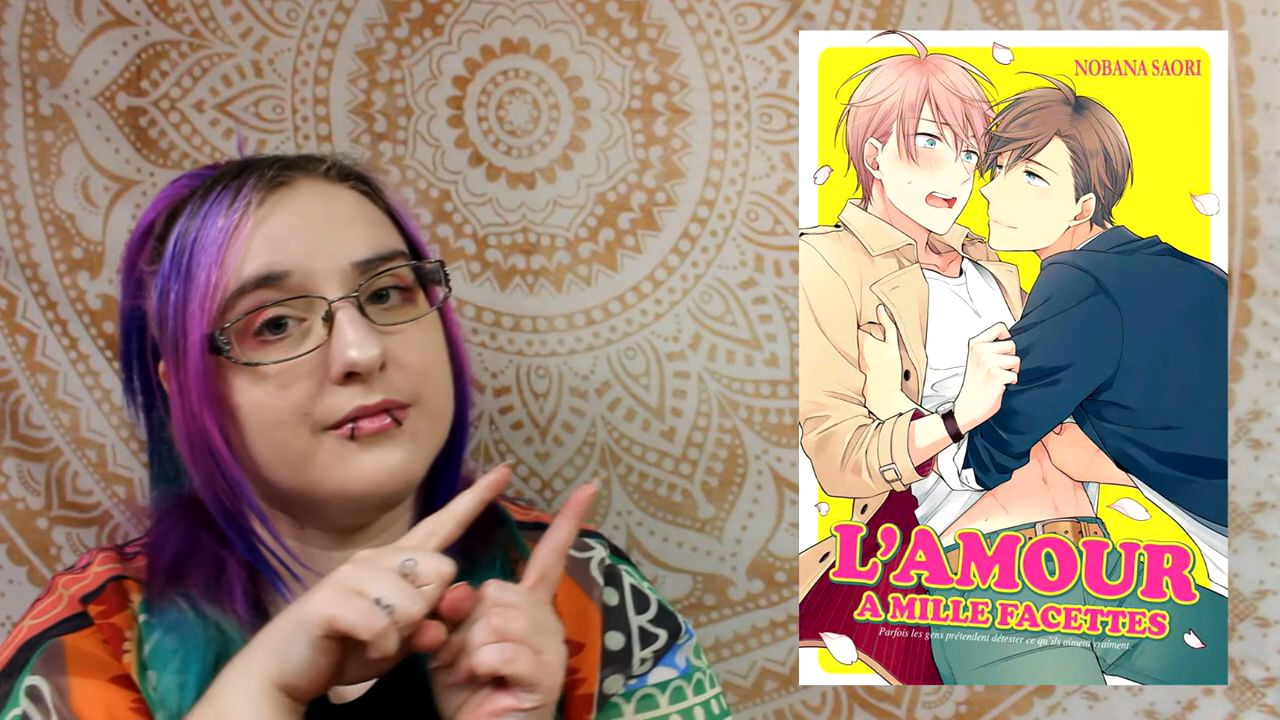 NOBANA SAORI
L'AMOUR
A MILLE FACETTES
Parfois les gens prétendent détester ce qu'ils aiment vraiment.